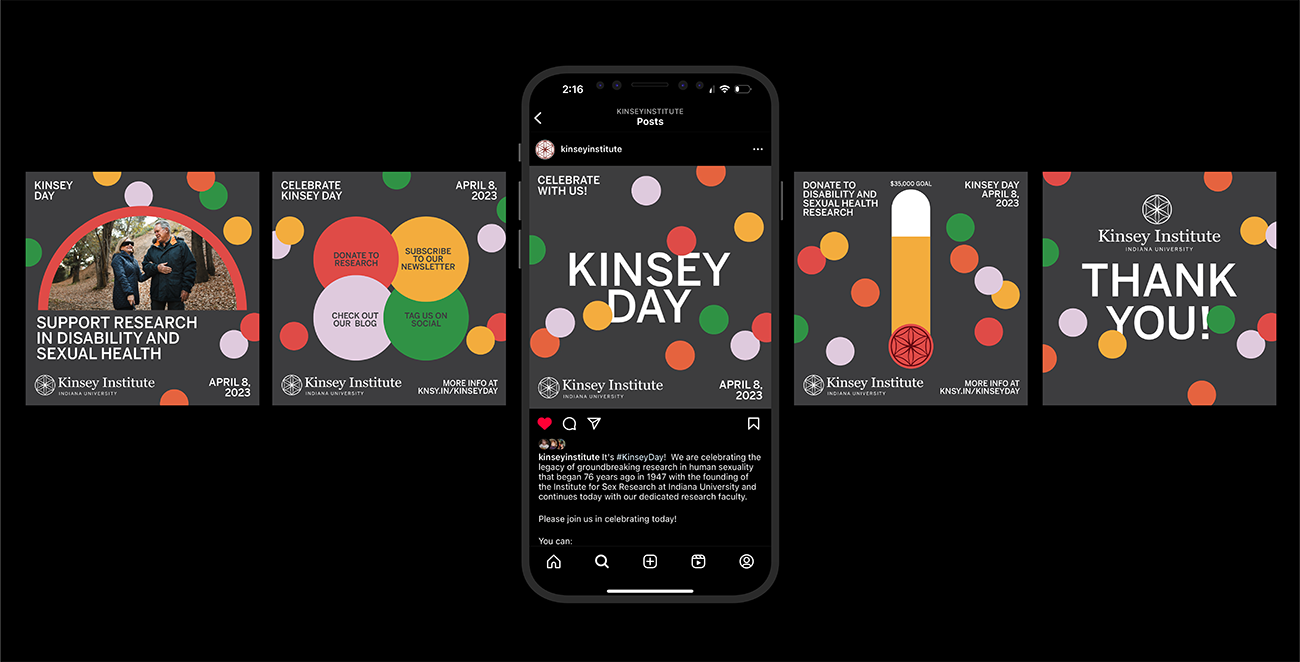 KINSEY
DAY
SUPPORT RESEARCH
IN DISABILITY AND
SEXUAL HEALTH
Kinsey Institute
INDIANA UNIVERSITY
APRIL 8,
2023
CELEBRATE
KINSEY DAY
APRIL 8,
2023
DONATE TO
RESEARCH
SUBSCRIBE
TO OUR
NEWSLETTER
CHECK OUT
OUR BLOG
TAG US ON
SOCIAL
Kinsey Institute
INDIANA UNIVERSITY
MORE INFO AT
KNSY.IN/KINSEYDAY
2:16
KINSEYINSTITUTE
Posts
kinseyinstitute
CELEBRATE
WITH US!
KINSEY
DAY
Kinsey Institute
INDIANA UNIVERSITY
APRIL 8,
2023
kinseyinstitute It's #KinseyDay! We are celebrating the
legacy of groundbreaking research in human sexuality
that began 76 years ago in 1947 with the founding of
the Institute for Sex Research at Indiana University and
continues today with our dedicated research faculty.
Please join us in celebrating today!
You can:
DONATE TO
DISABILITY AND
SEXUAL HEALTH
RESEARCH
$35,000 GOAL
KINSEY DAY
APRIL 8,
2023
Kinsey Institute
INDIANA UNIVERSITY
MORE INFO AT
KNSY.IN/KINSEYDAY
Kinsey Institute
INDIANA UNIVERSITY
THANK
YOU!